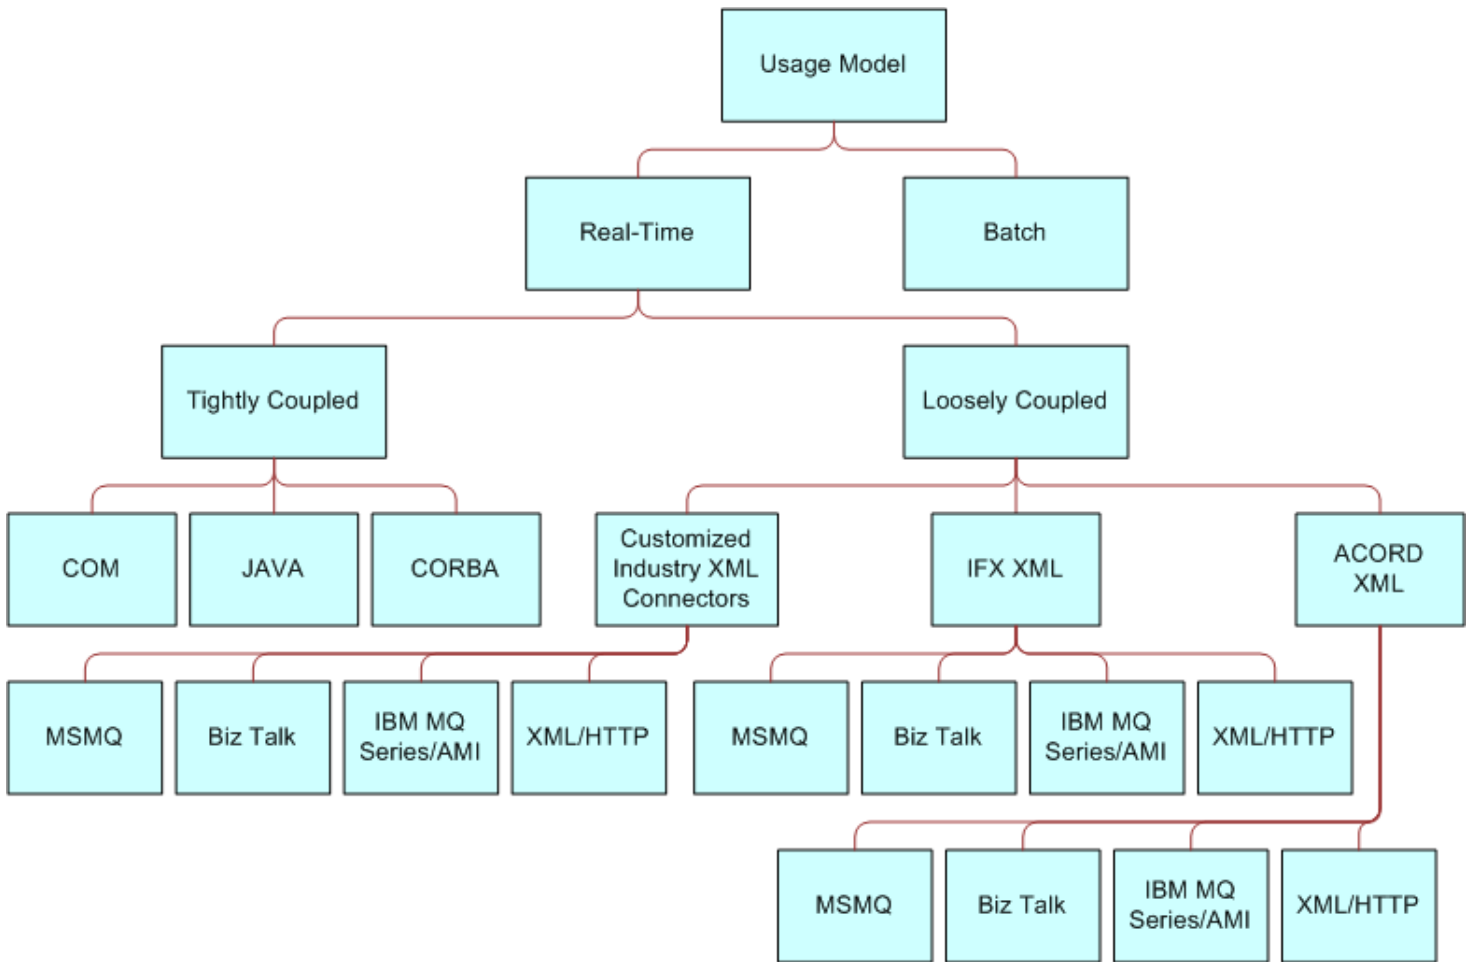 Usage Model
Real-Time
Batch
Tightly Coupled
Loosely Coupled
COM
JAVA
CORBA
Customized
Industry XML
Connectors
IFX XML
ACORD
XML
MSMQ
Biz Talk
IBM MQ
Series/AMI
XML/HTTP
MSMQ
Biz Talk
IBM MQ
Series/AMI
XML/HTTP
MSMQ
Biz Talk
IBM MQ
Series/AMI
XML/HTTP